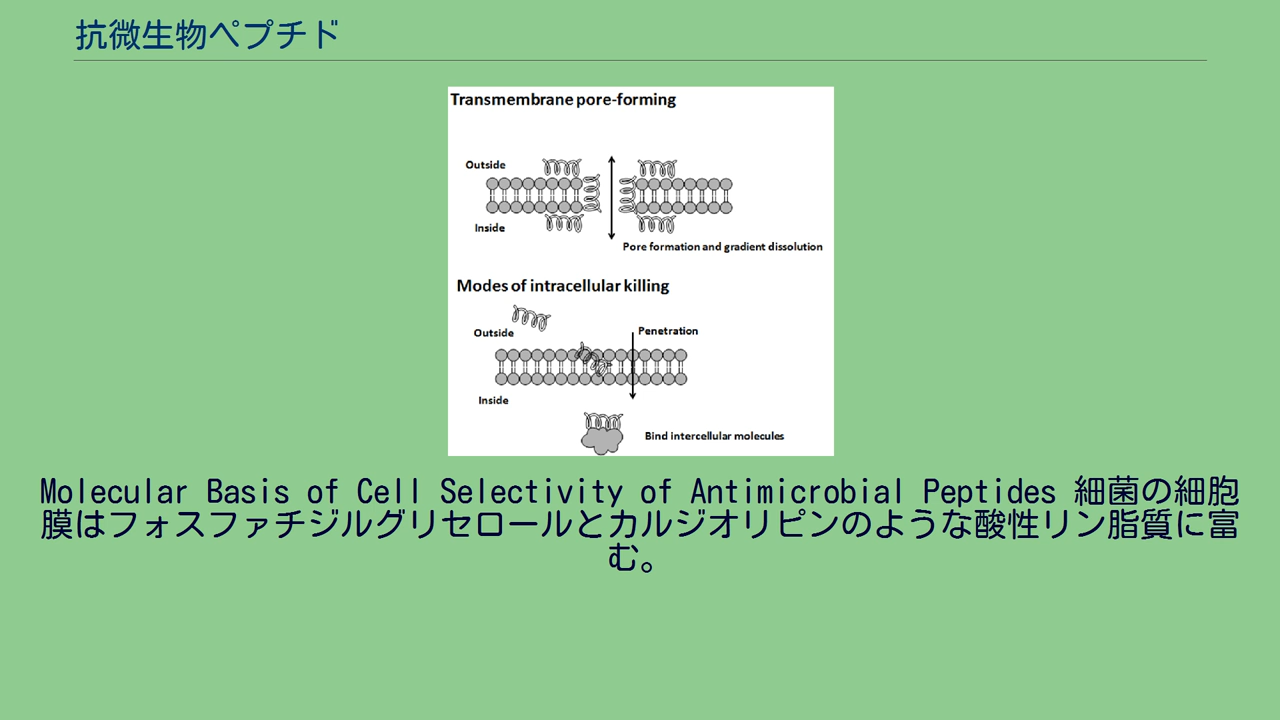 抗微生物ペプチド
Transmembrane pore-forming
Outside
Inside
Pore formation and gradient dissolution
Modes of intracellular killing
Outside
Penetration
Inside
Bind intercellular molecules
Molecular Basis of Cell Selectivity of Antimicrobial Peptides 細菌の細胞
膜はフォスファチジルグリセロールとカルジオリピンのような酸性リン脂質に富
む。